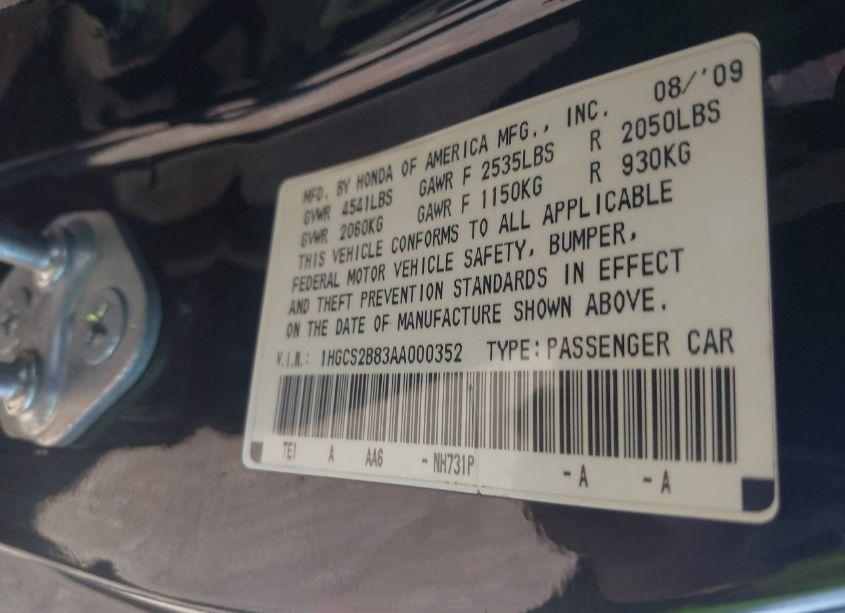 MFD. BY HONDA OF AMERICA MFG., INC. 08/'09
GVWR 4541LBS GAWR F 2535LBS R 2050LBS
GVWR 2060KG GAWR F 1150KG R 930KG
THIS VEHICLE CONFORMS TO ALL APPLICABLE
FEDERAL MOTOR VEHICLE SAFETY, BUMPER,
AND THEFT PREVENTION STANDARDS IN EFFECT
ON THE DATE OF MANUFACTURE SHOWN ABOVE.
V.I.N.: 1HGCS2B83AA000352 TYPE: PASSENGER CAR
TE1 A AA6 - NH731P - A - A